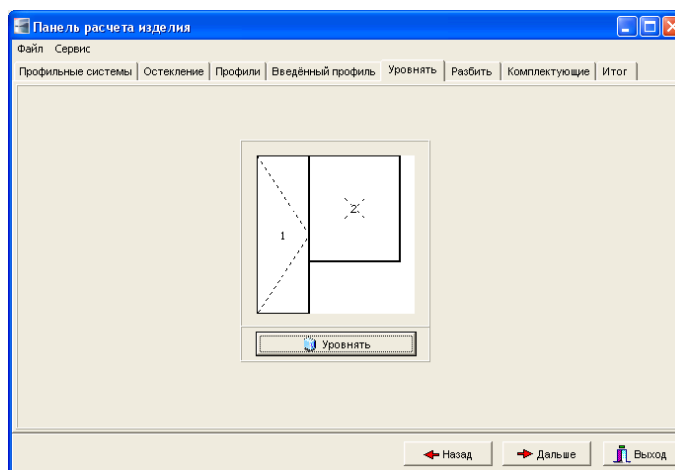 Панель расчета изделия
Файл Сервис
Профильные системы Остекление Профили Введённый профиль Уровнять Разбить Комплектующие Итог
2
1
Уровнять
Назад Дальше Выход